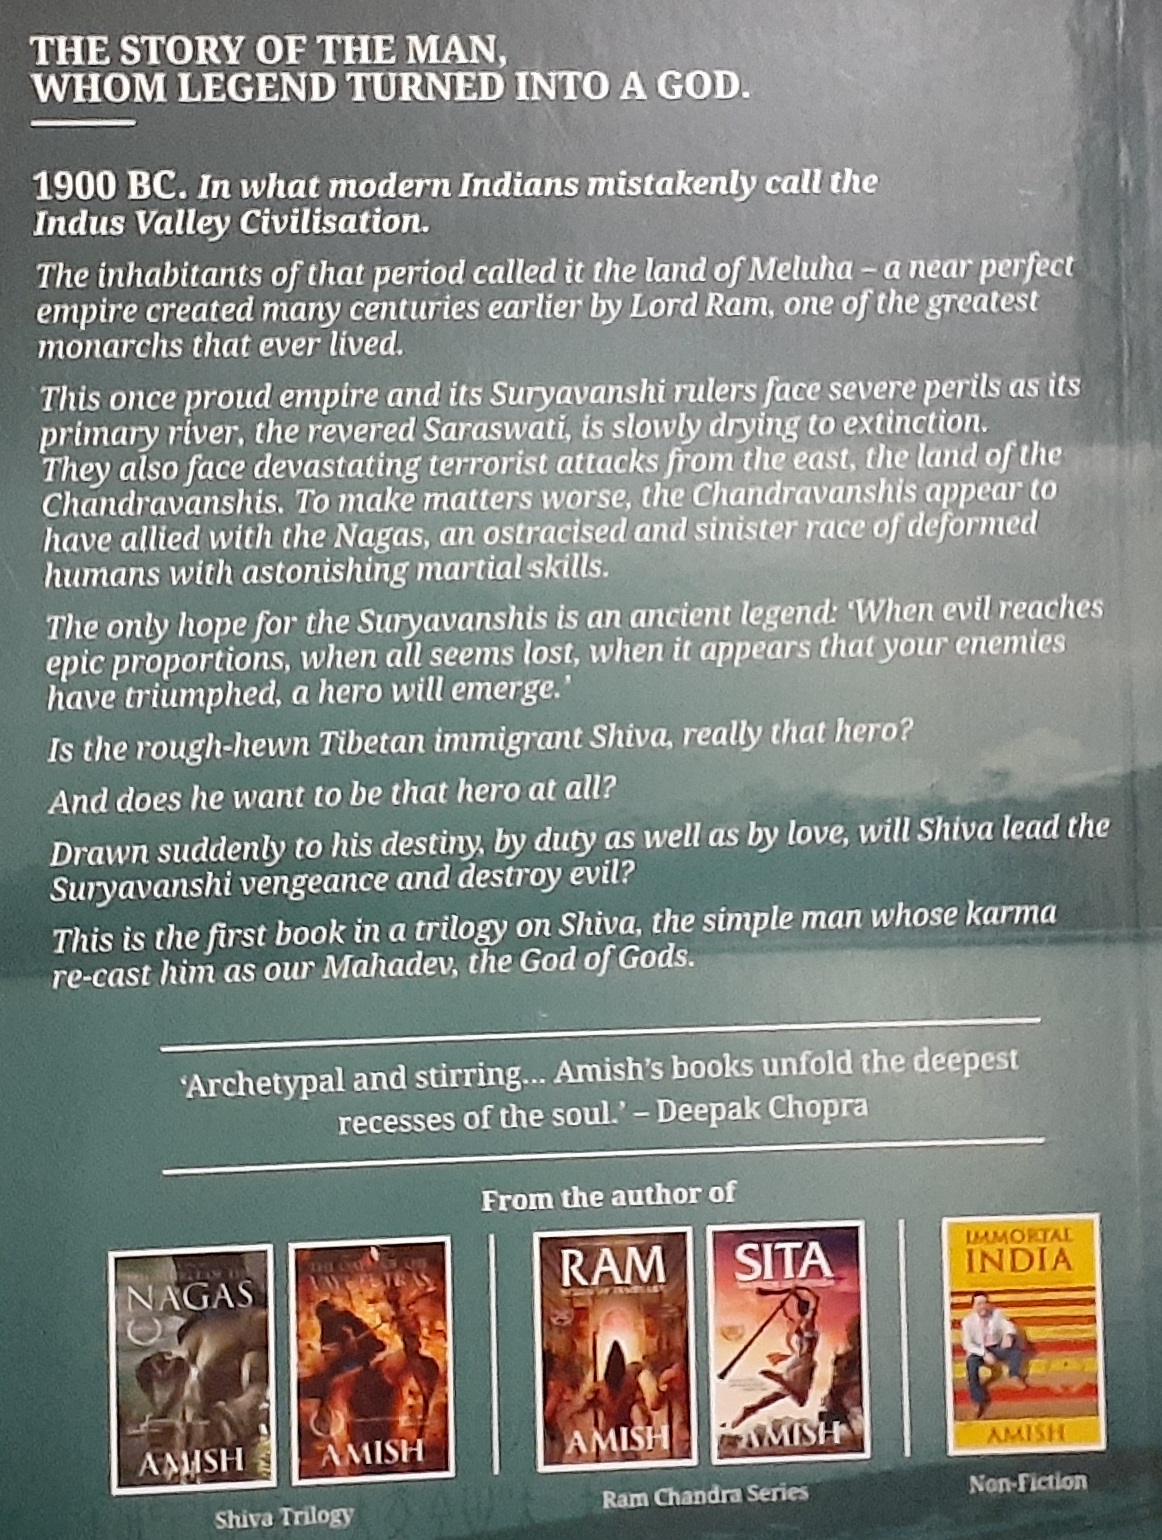 THE STORY OF THE MAN,
WHOM LEGEND TURNED INTO A GOD.
1900 BC. In what modern Indians mistakenly call the
Indus Valley Civilisation.
The inhabitants of that period called it the land of Meluha – a near perfect
empire created many centuries earlier by Lord Ram, one of the greatest
monarchs that ever lived.
This once proud empire and its Suryavanshi rulers face severe perils as its
primary river, the revered Saraswati, is slowly drying to extinction.
They also face devastating terrorist attacks from the east, the land of the
Chandravanshis. To make matters worse, the Chandravanshis appear to
have allied with the Nagas, an ostracised and sinister race of deformed
humans with astonishing martial skills.
The only hope for the Suryavanshis is an ancient legend: ‘When evil reaches
epic proportions, when all seems lost, when it appears that your enemies
have triumphed, a hero will emerge.’
Is the rough-hewn Tibetan immigrant Shiva, really that hero?
And does he want to be that hero at all?
Drawn suddenly to his destiny, by duty as well as by love, will Shiva lead the
Suryavanshi vengeance and destroy evil?
This is the first book in a trilogy on Shiva, the simple man whose karma
re-cast him as our Mahadev, the God of Gods.
‘Archetypal and stirring... Amish’s books unfold the deepest
recesses of the soul.’ – Deepak Chopra
From the author of
NAGAS
AMISH
VAYUPUTRAS
AMISH
Shiva Trilogy
RAM
AMISH
SITA
AMISH
Ram Chandra Series
IMMORTAL
INDIA
AMISH
Non-Fiction